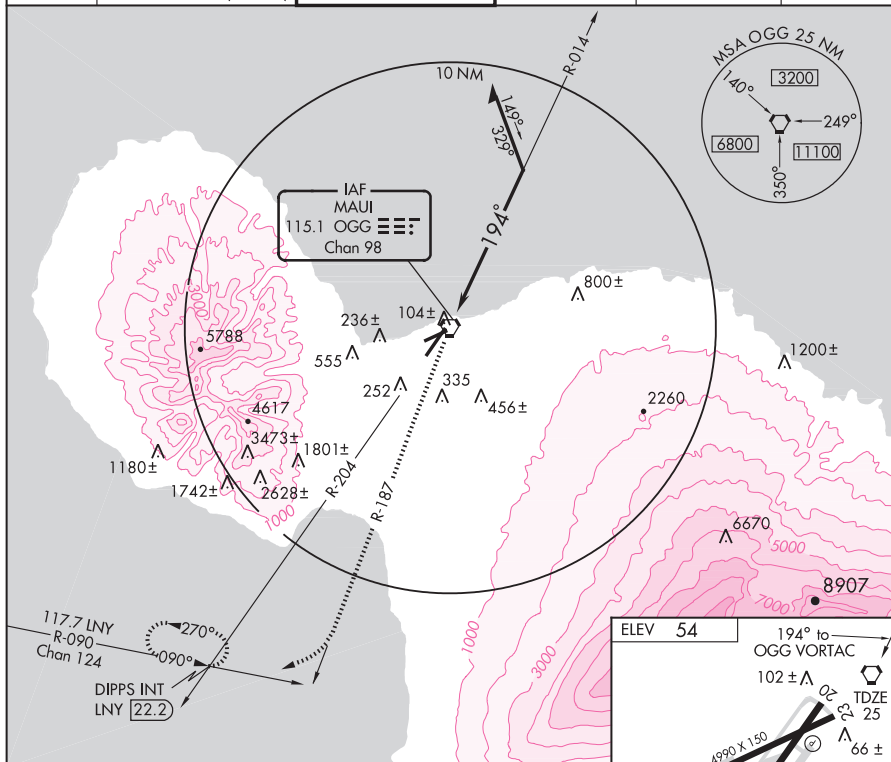 MSA OGG 25 NM
3200
140°
249°
6800
11100
350°
10 NM
R-014
149°
329°
194°
IAF
MAUI
115.1 OGG
Chan 98
3000
5788
236±
104±
800±
555
1200±
252
335
456±
2260
4617
3473±
1180±
1801±
1742±
2628±
1000
R-204
R-187
6670
5000
8907
7000
1000
3000
117.7 LNY
R-090
Chan 124
270°
090°
DIPPS INT
LNY 22.2
ELEV 54
194° to
OGG VORTAC
102 ±
20
23
TDZE
25
4990 X 150
66 ±